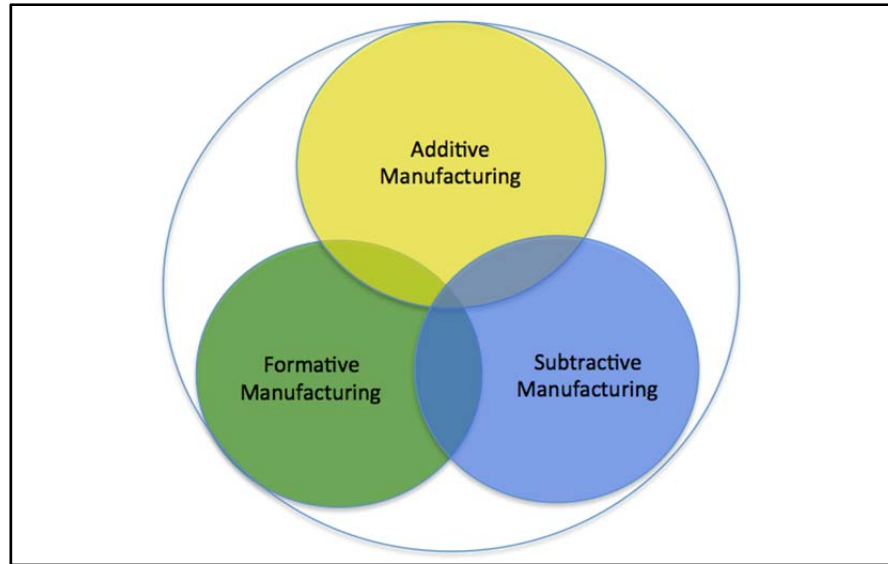 Additive
Manufacturing
Formative
Manufacturing
Subtractive
Manufacturing